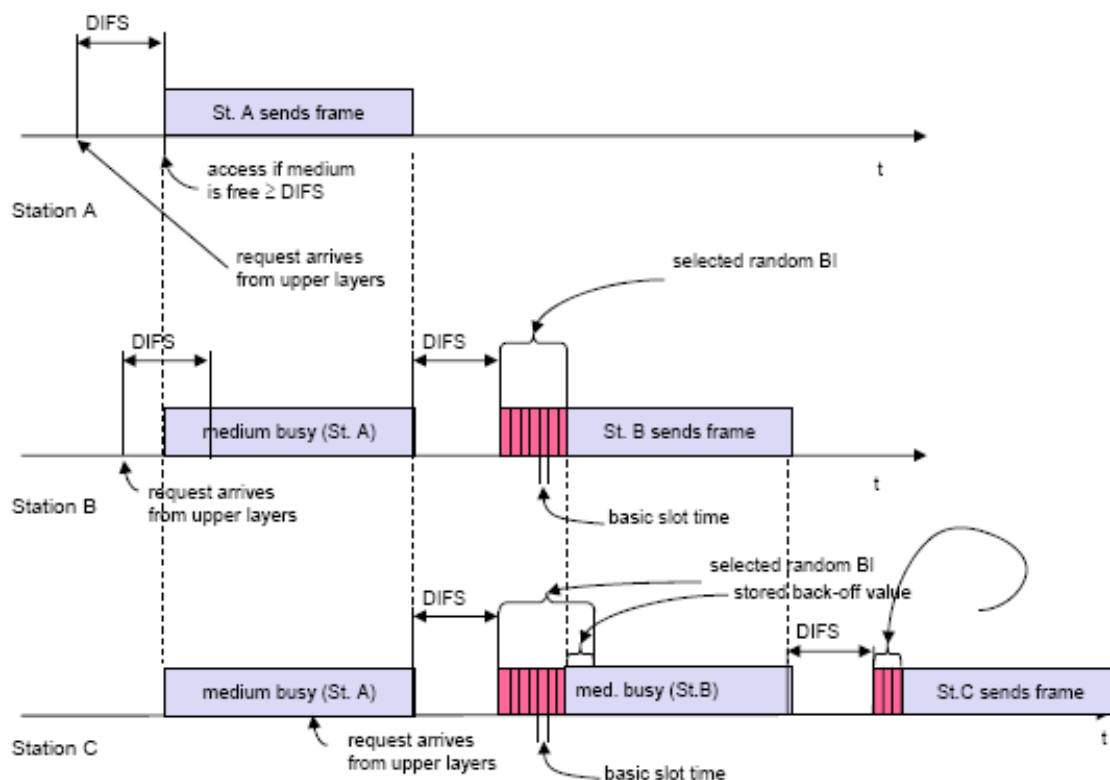 DIFS
St. A sends frame
t
access if medium
is free ≥ DIFS
Station A
request arrives
from upper layers
selected random BI
DIFS
DIFS
medium busy (St. A)
St. B sends frame
t
request arrives
from upper layers
Station B
basic slot time
selected random BI
stored back-off value
DIFS
DIFS
medium busy (St. A)
med. busy (St.B)
St.C sends frame
t
request arrives
from upper layers
Station C
basic slot time